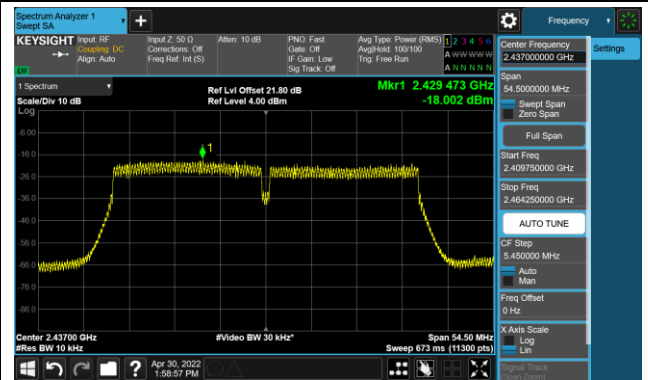 Spectrum Analyzer 1
Swept SA
Frequency
KEYSIGHT
Input: RF
Coupling: DC
Align: Auto
Input Z: 50 Ω
Corrections: Off
Freq Ref: Int (S)
Atten: 10 dB
PNO: Fast
Gate: Off
IF Gain: Low
Sig Track: Off
Avg Type: Power (RMS)
Avg|Hold: 100/100
Trig: Free Run
1 2 3 4 5 6
A W W W W W
A N N N N N
LXI
Center Frequency
2.437000000 GHz
Settings
Span
54.5000000 MHz
Swept Span
Zero Span
Full Span
Start Freq
2.409750000 GHz
Stop Freq
2.464250000 GHz
AUTO TUNE
CF Step
5.450000 MHz
Auto
Man
Freq Offset
0 Hz
X Axis Scale
Log
Lin
Signal Track
(Span Zoom)
1 Spectrum
Scale/Div 10 dB
Log
Ref Lvl Offset 21.80 dB
Ref Level 4.00 dBm
Mkr1 2.429 473 GHz
-18.002 dBm
1
-6.00
-16.0
-26.0
-36.0
-46.0
-56.0
-66.0
-76.0
-86.0
Center 2.43700 GHz
#Res BW 10 kHz
#Video BW 30 kHz*
Span 54.50 MHz
Sweep 673 ms (11300 pts)
Apr 30, 2022
1:58:57 PM